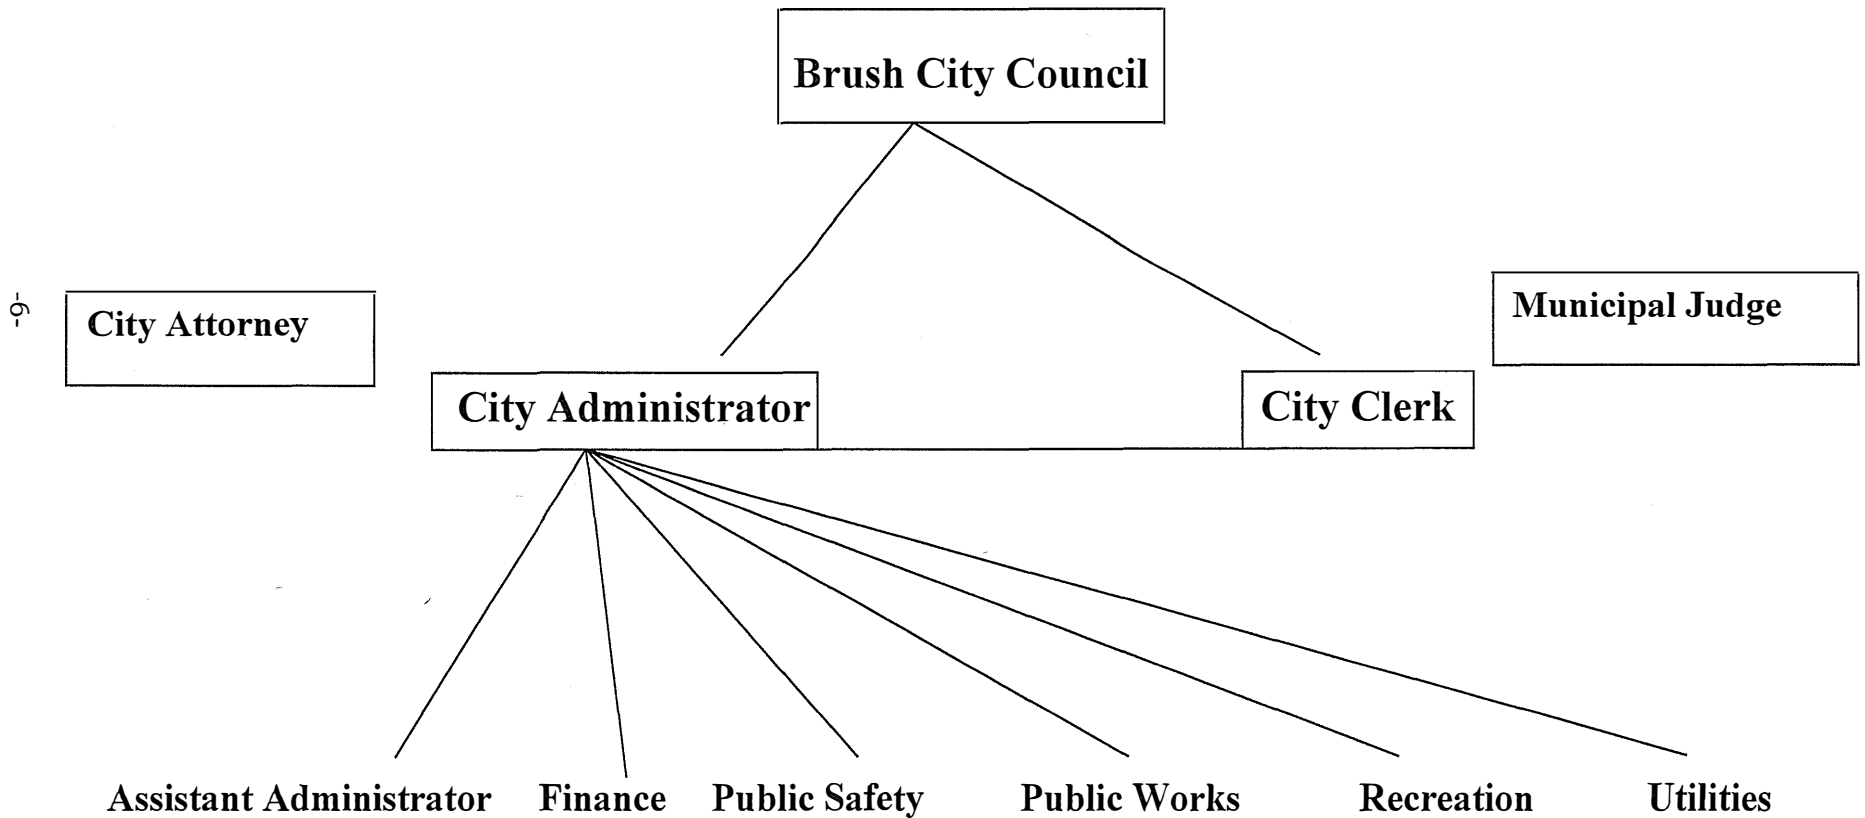 Brush City Council
-9-
City Attorney
Municipal Judge
City Administrator
City Clerk
Assistant Administrator
Finance
Public Safety
Public Works
Recreation
Utilities